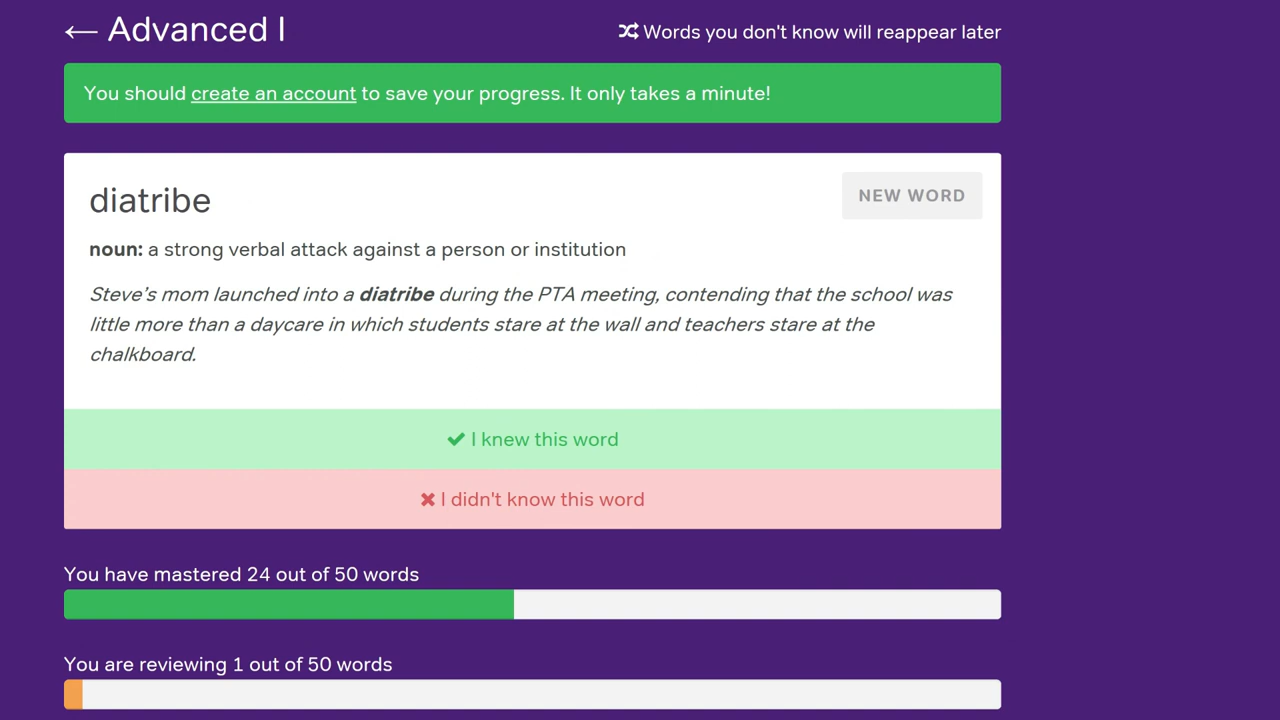 ← Advanced I
Words you don't know will reappear later
You should create an account to save your progress. It only takes a minute!
diatribe
NEW WORD
noun: a strong verbal attack against a person or institution
Steve's mom launched into a diatribe during the PTA meeting, contending that the school was
little more than a daycare in which students stare at the wall and teachers stare at the
chalkboard.
I knew this word
I didn't know this word
You have mastered 24 out of 50 words
You are reviewing 1 out of 50 words